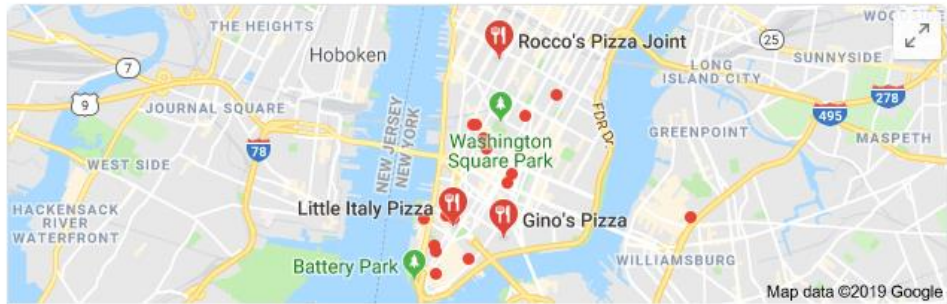 THE HEIGHTS
WOODSIDE
Rocco's Pizza Joint
25
Hoboken
SUNNYSIDE
7
LONG
ISLAND CITY
9
278
JOURNAL SQUARE
495
FDR Dr
NEW JERSEY
NEW YORK
GREENPOINT
MASPETH
Washington
Square Park
78
WEST SIDE
HACKENSACK
RIVER
WATERFRONT
Little Italy Pizza
Gino's Pizza
WILLIAMSBURG
Battery Park
Map data ©2019 Google